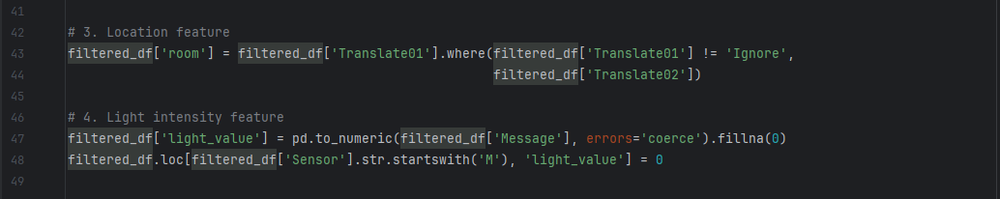 41
42 # 3. Location feature
43 filtered_df['room'] = filtered_df['Translate01'].where(filtered_df['Translate01'] != 'Ignore',
44 filtered_df['Translate02'])
45
46 # 4. Light intensity feature
47 filtered_df['light_value'] = pd.to_numeric(filtered_df['Message'], errors='coerce').fillna(0)
48 filtered_df.loc[filtered_df['Sensor'].str.startswith('M'), 'light_value'] = 0
49